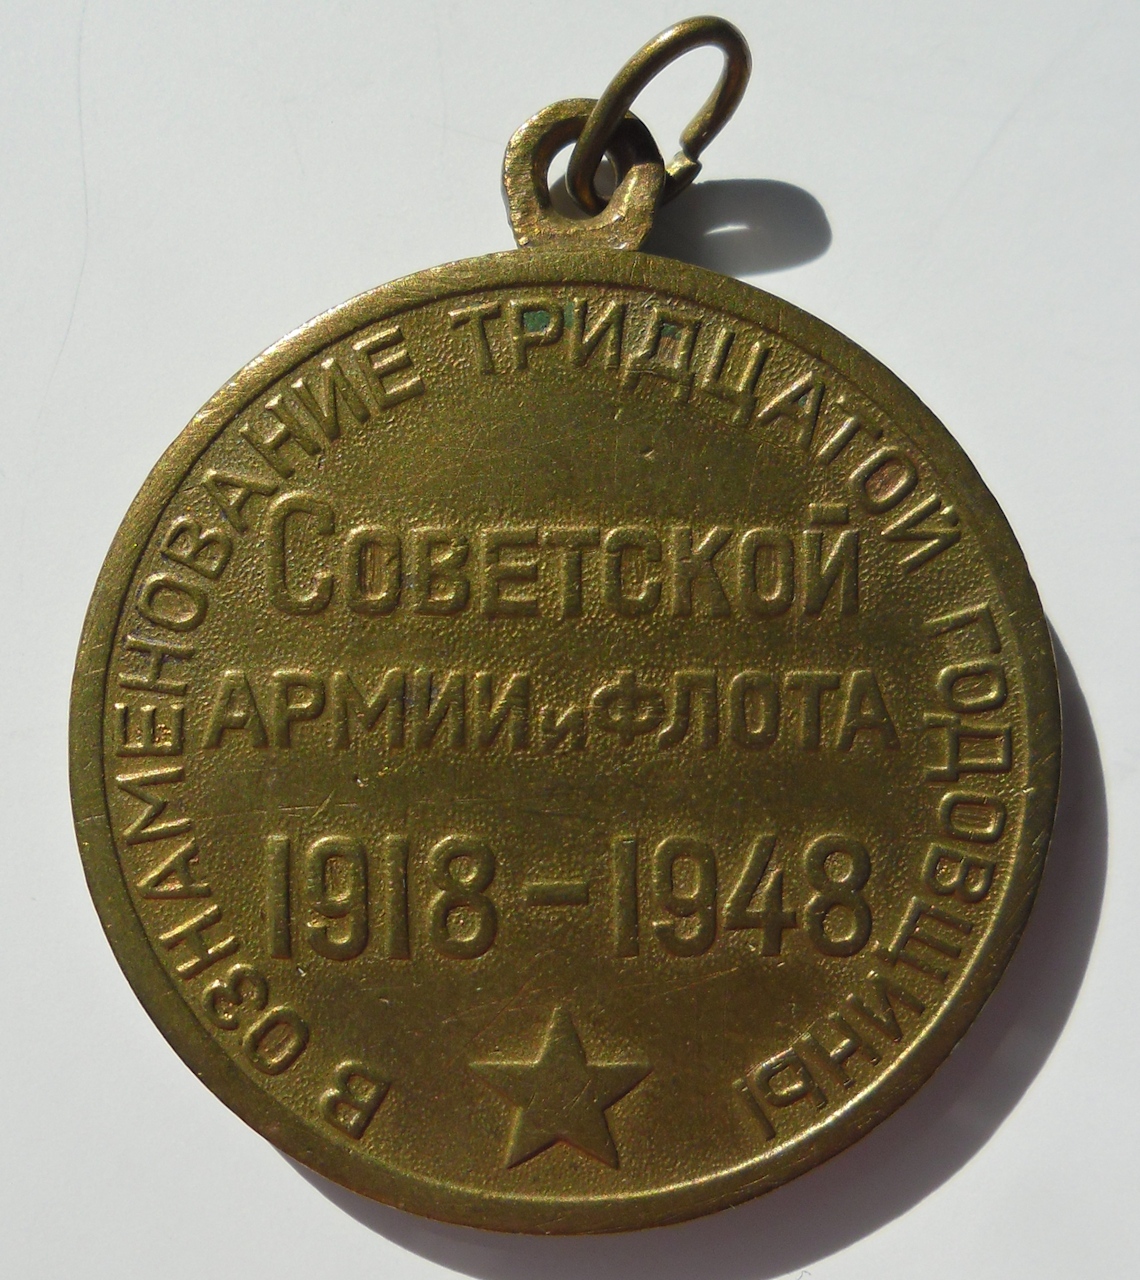 В ОЗНАМЕНОВАНИЕ ТРИДЦАТОЙ ГОДОВЩИНЫ
СОВЕТСКОЙ
АРМИИ и ФЛОТА
1918-1948